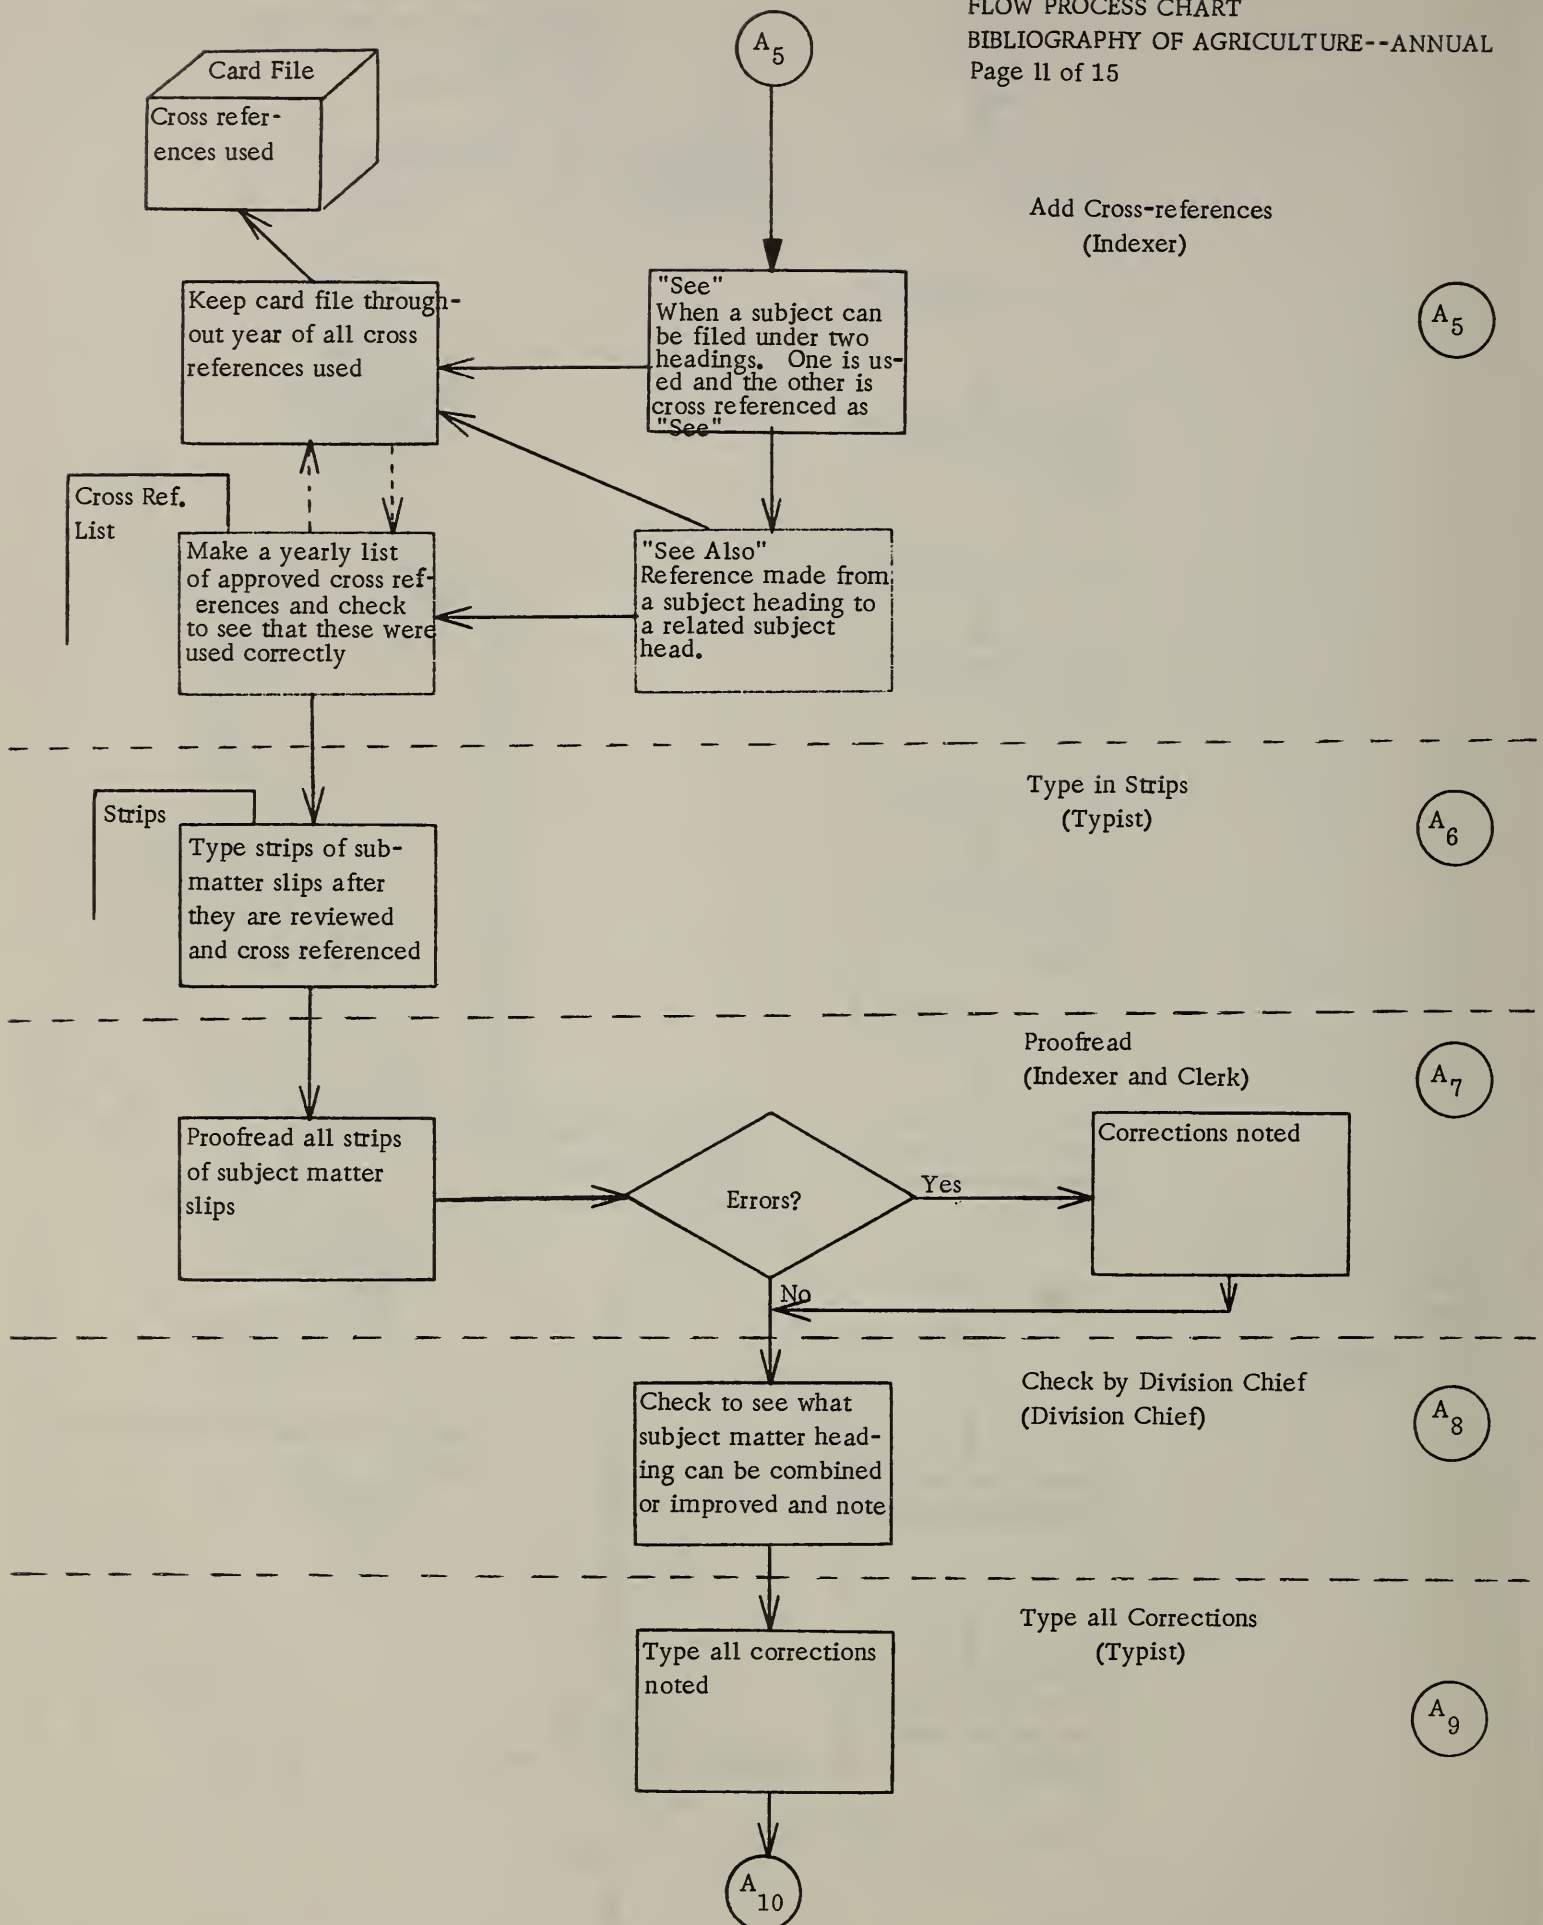 FLOW PROCESS CHART
BIBLIOGRAPHY OF AGRICULTURE--ANNUAL
Page 11 of 15
A5
Card File
Cross refer-
ences used
Add Cross-references
(Indexer)
A5
Keep card file through-
out year of all cross
references used
"See"
When a subject can
be filed under two
headings. One is us-
ed and the other is
cross referenced as
"See"
Cross Ref.
List
Make a yearly list
of approved cross ref-
erences and check
to see that these were
used correctly
"See Also"
Reference made from
a subject heading to
a related subject
head.
Type in Strips
(Typist)
A6
Strips
Type strips of sub-
matter slips after
they are reviewed
and cross referenced
Proofread
(Indexer and Clerk)
A7
Proofread all strips
of subject matter
slips
Errors?
Yes
Corrections noted
No
Check by Division Chief
(Division Chief)
A8
Check to see what
subject matter head-
ing can be combined
or improved and note
Type all Corrections
(Typist)
A9
Type all corrections
noted
A10